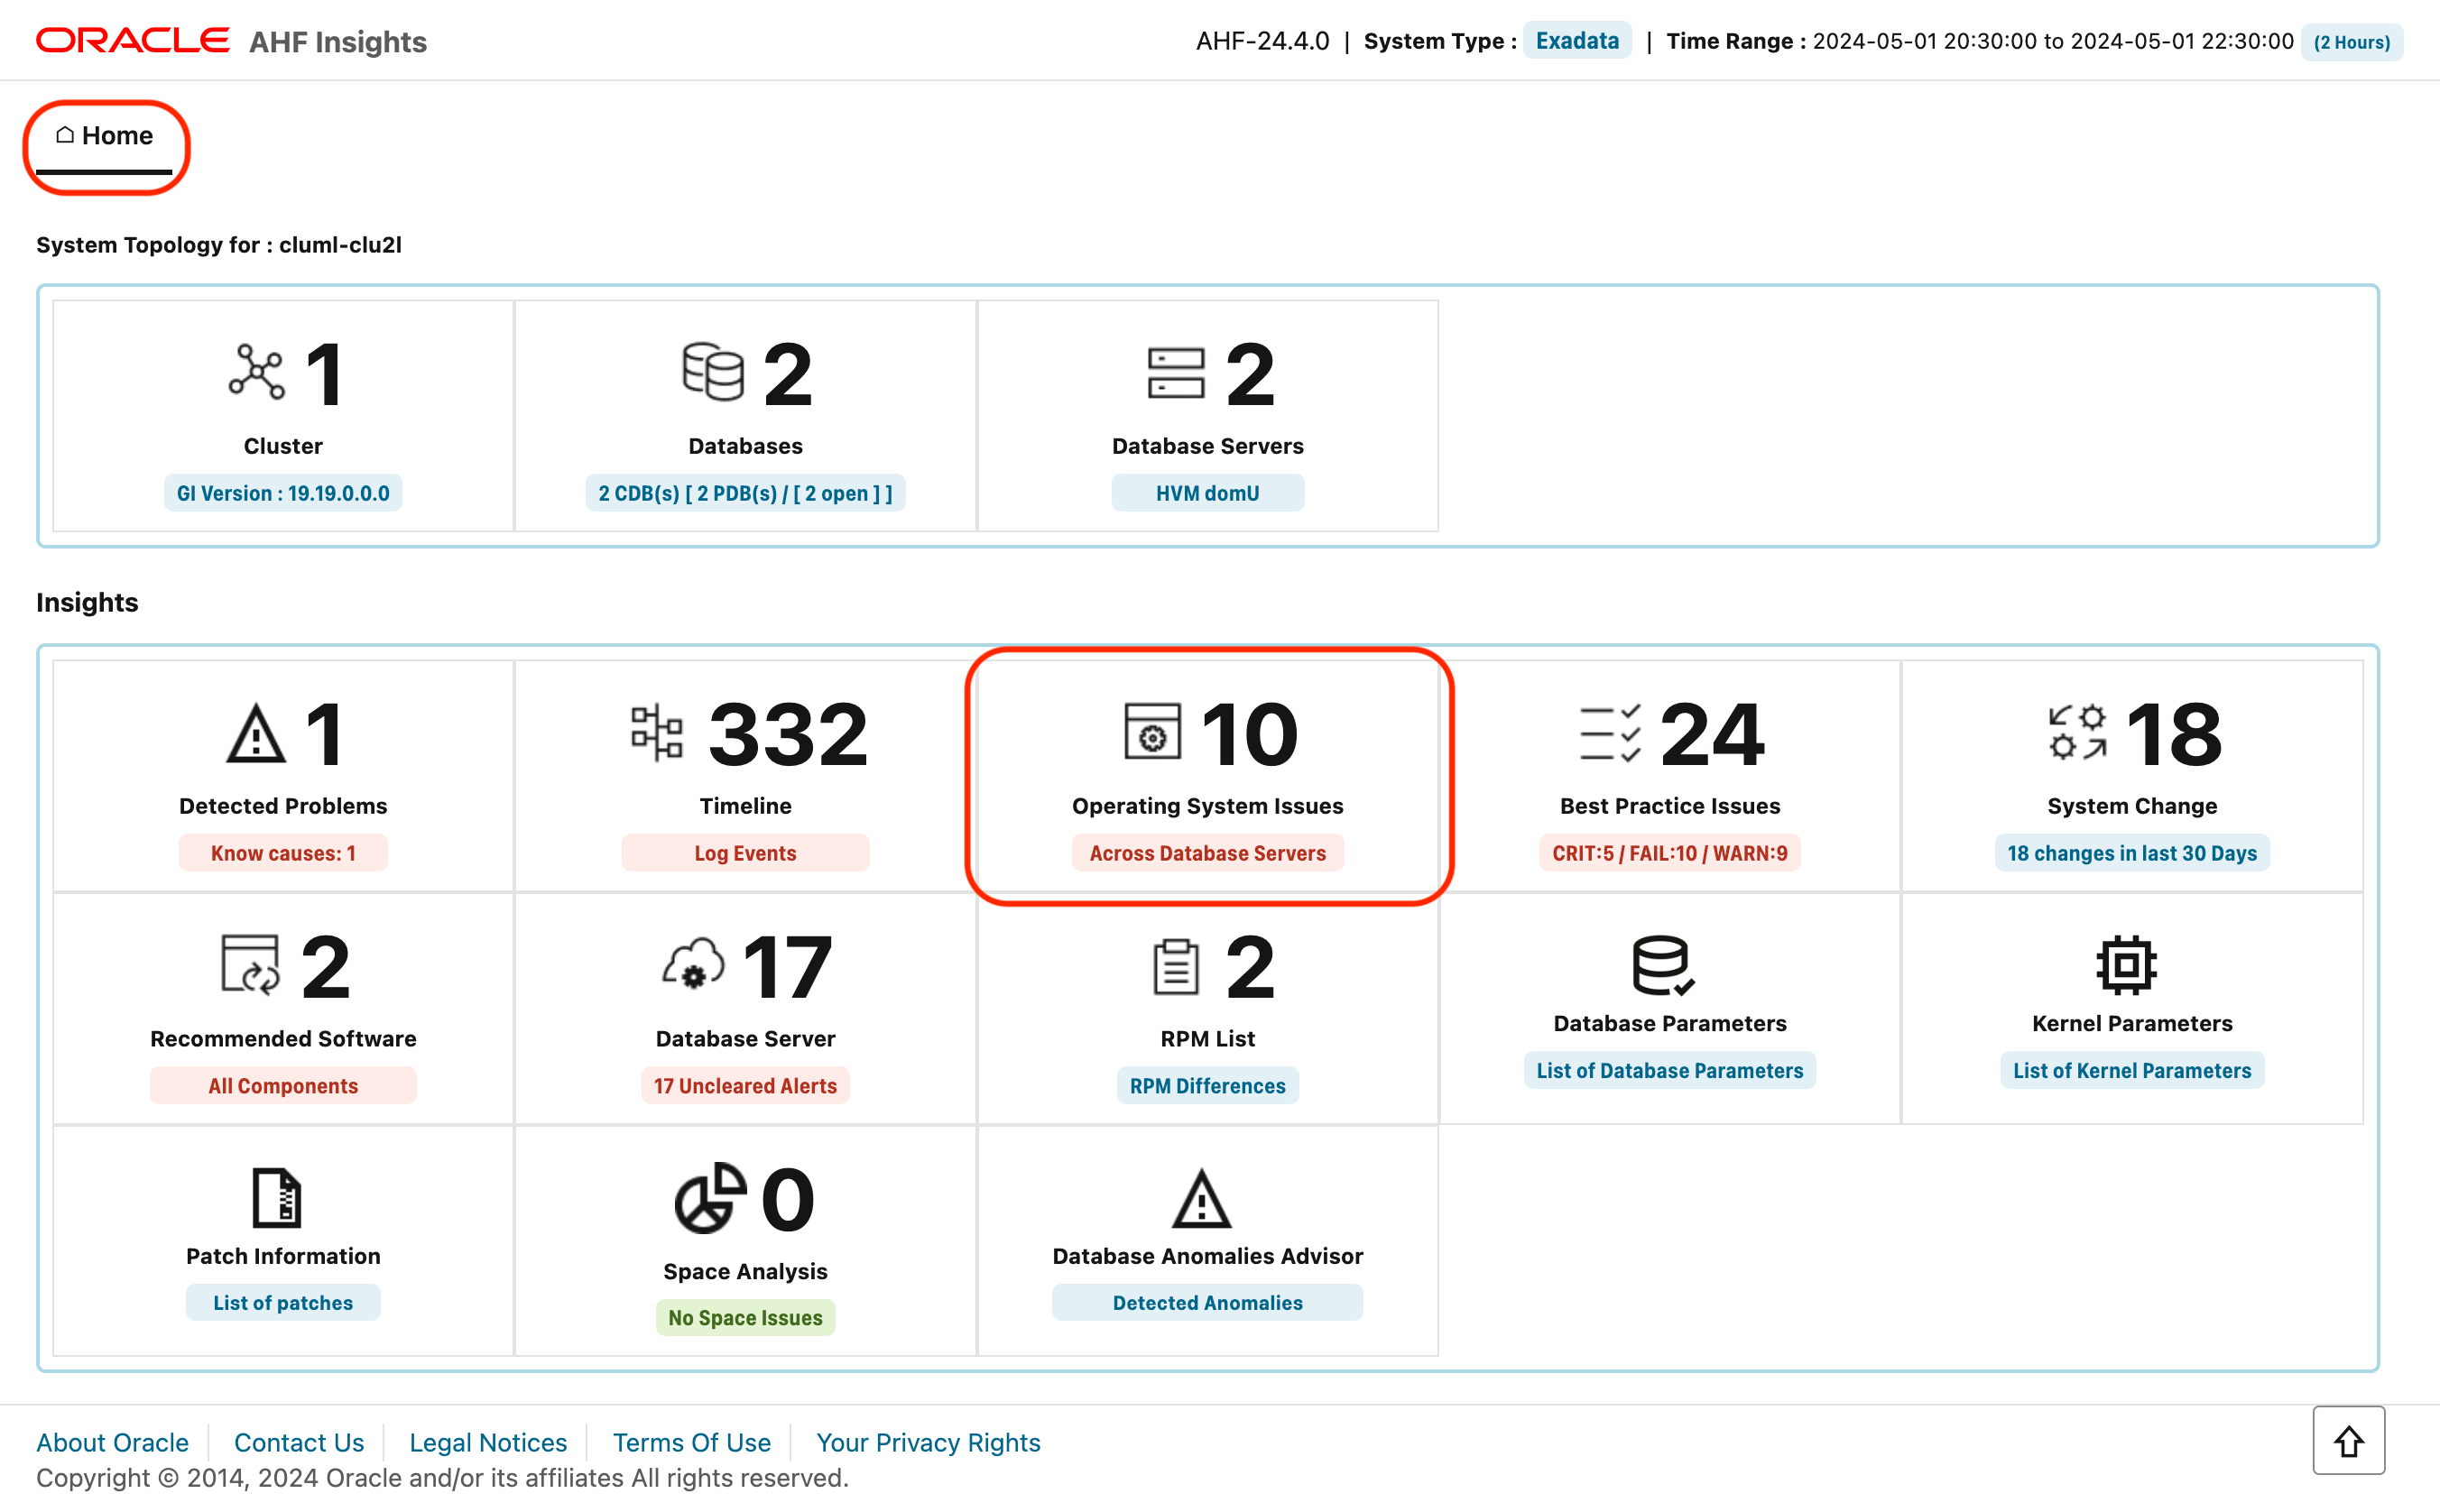 ORACLE AHF Insights
AHF-24.4.0 | System Type : Exadata | Time Range : 2024-05-01 20:30:00 to 2024-05-01 22:30:00 (2 Hours)
Home
System Topology for : cluml-clu2l
1
Cluster
GI Version : 19.19.0.0.0
2
Databases
2 CDB(s) [ 2 PDB(s) / [ 2 open ] ]
2
Database Servers
HVM domU
Insights
1
Detected Problems
Know causes: 1
332
Timeline
Log Events
10
Operating System Issues
Across Database Servers
24
Best Practice Issues
CRIT:5 / FAIL:10 / WARN:9
18
System Change
18 changes in last 30 Days
2
Recommended Software
All Components
17
Database Server
17 Uncleared Alerts
2
RPM List
RPM Differences
Database Parameters
List of Database Parameters
Kernel Parameters
List of Kernel Parameters
Patch Information
List of patches
0
Space Analysis
No Space Issues
Database Anomalies Advisor
Detected Anomalies
About Oracle Contact Us Legal Notices Terms Of Use Your Privacy Rights
Copyright © 2014, 2024 Oracle and/or its affiliates All rights reserved.